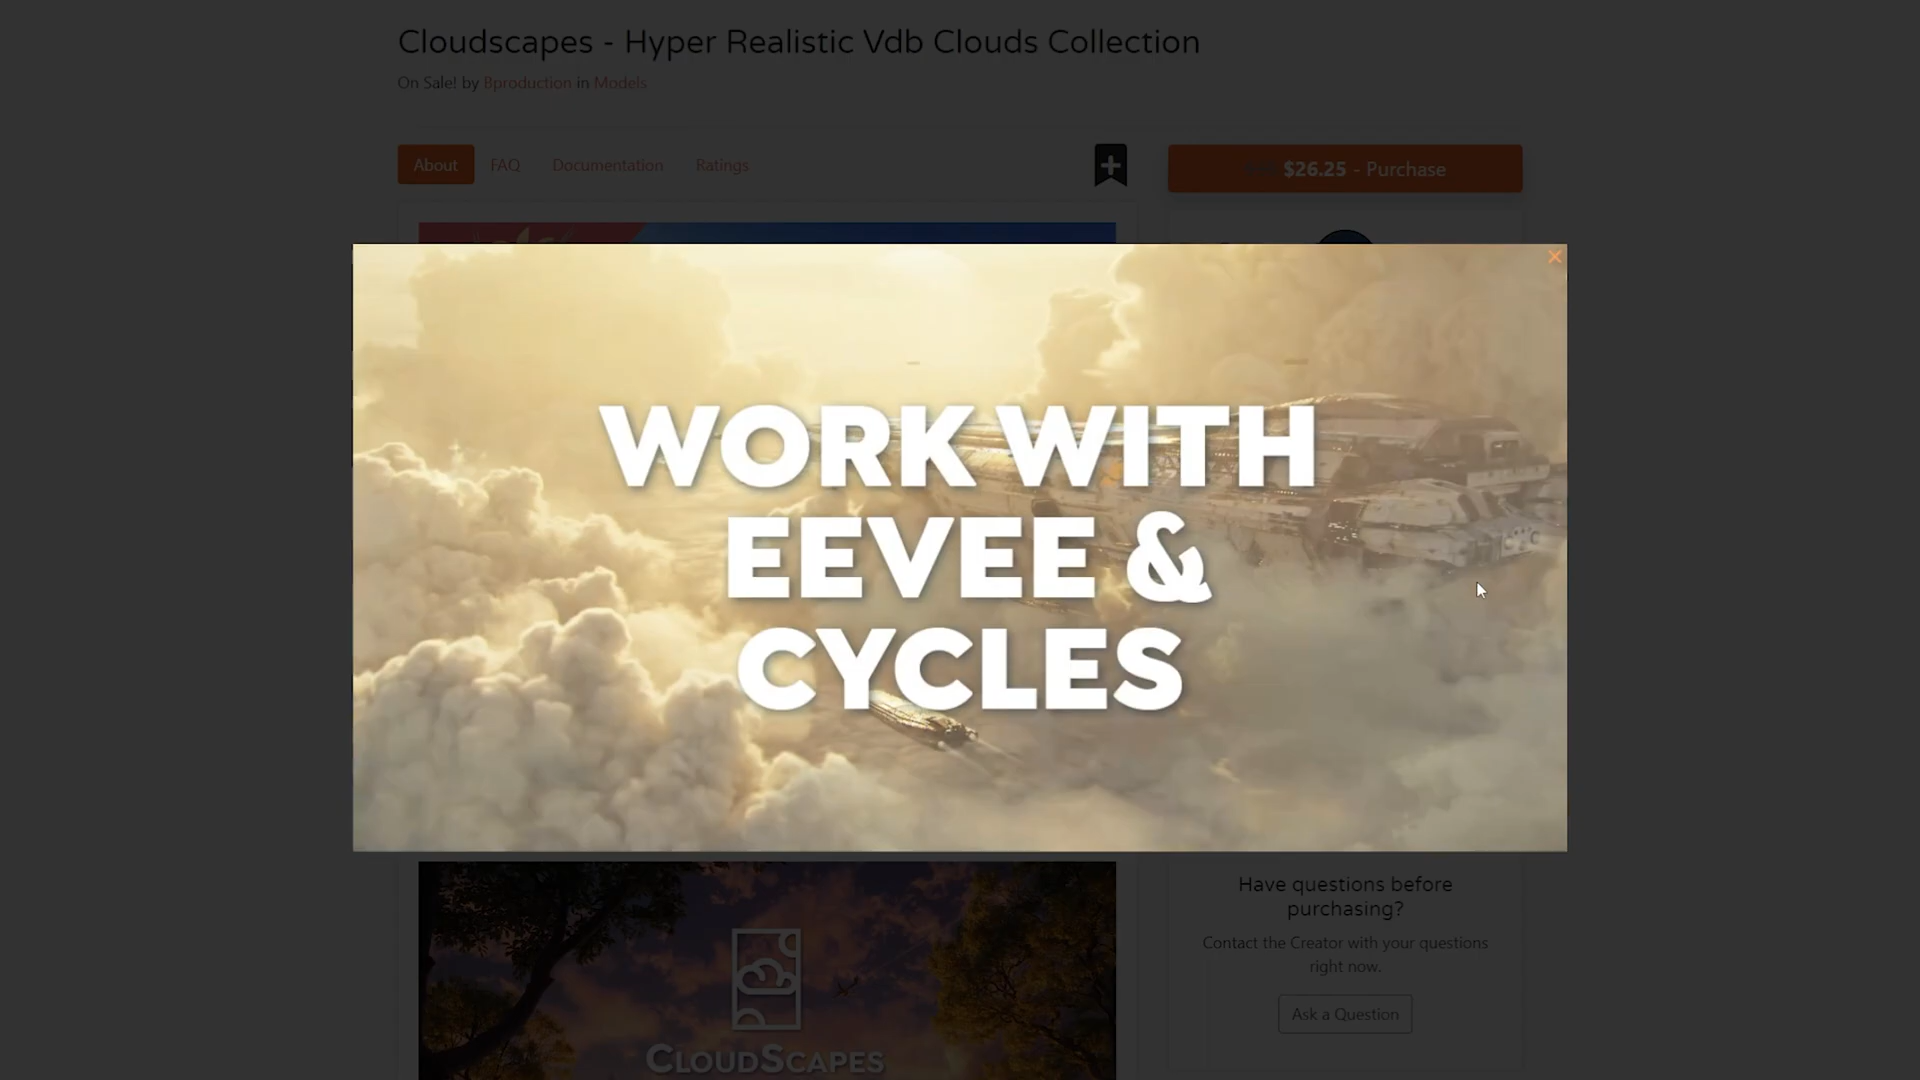 Cloudscapes - Hyper Realistic Vdb Clouds Collection
On Sale! by Bproduction in Models
About FAQ Documentation Ratings
$26.25 - Purchase
WORK WITH
EEVEE &
CYCLES
Have questions before
purchasing?
Contact the Creator with your questions
right now.
Ask a Question
CLOUDSCAPES